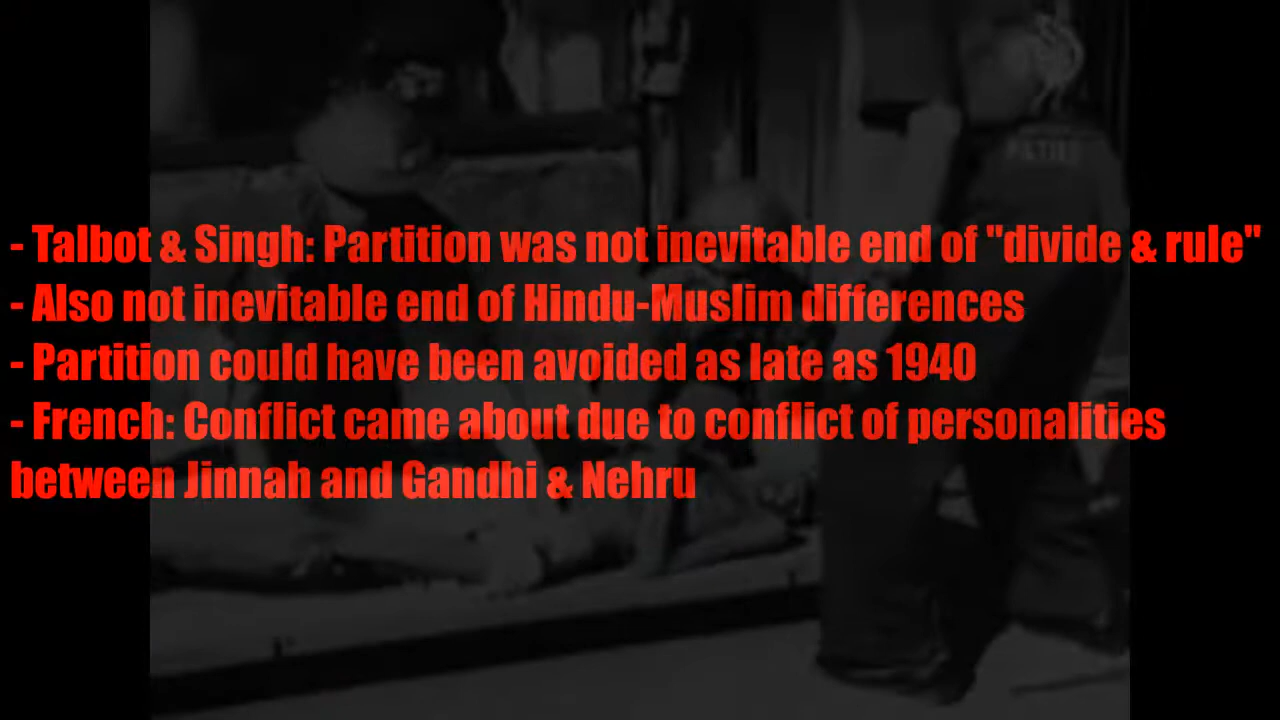 - Talbot & Singh: Partition was not inevitable end of "divide & rule"
- Also not inevitable end of Hindu-Muslim differences
- Partition could have been avoided as late as 1940
- French: Conflict came about due to conflict of personalities
between Jinnah and Gandhi & Nehru